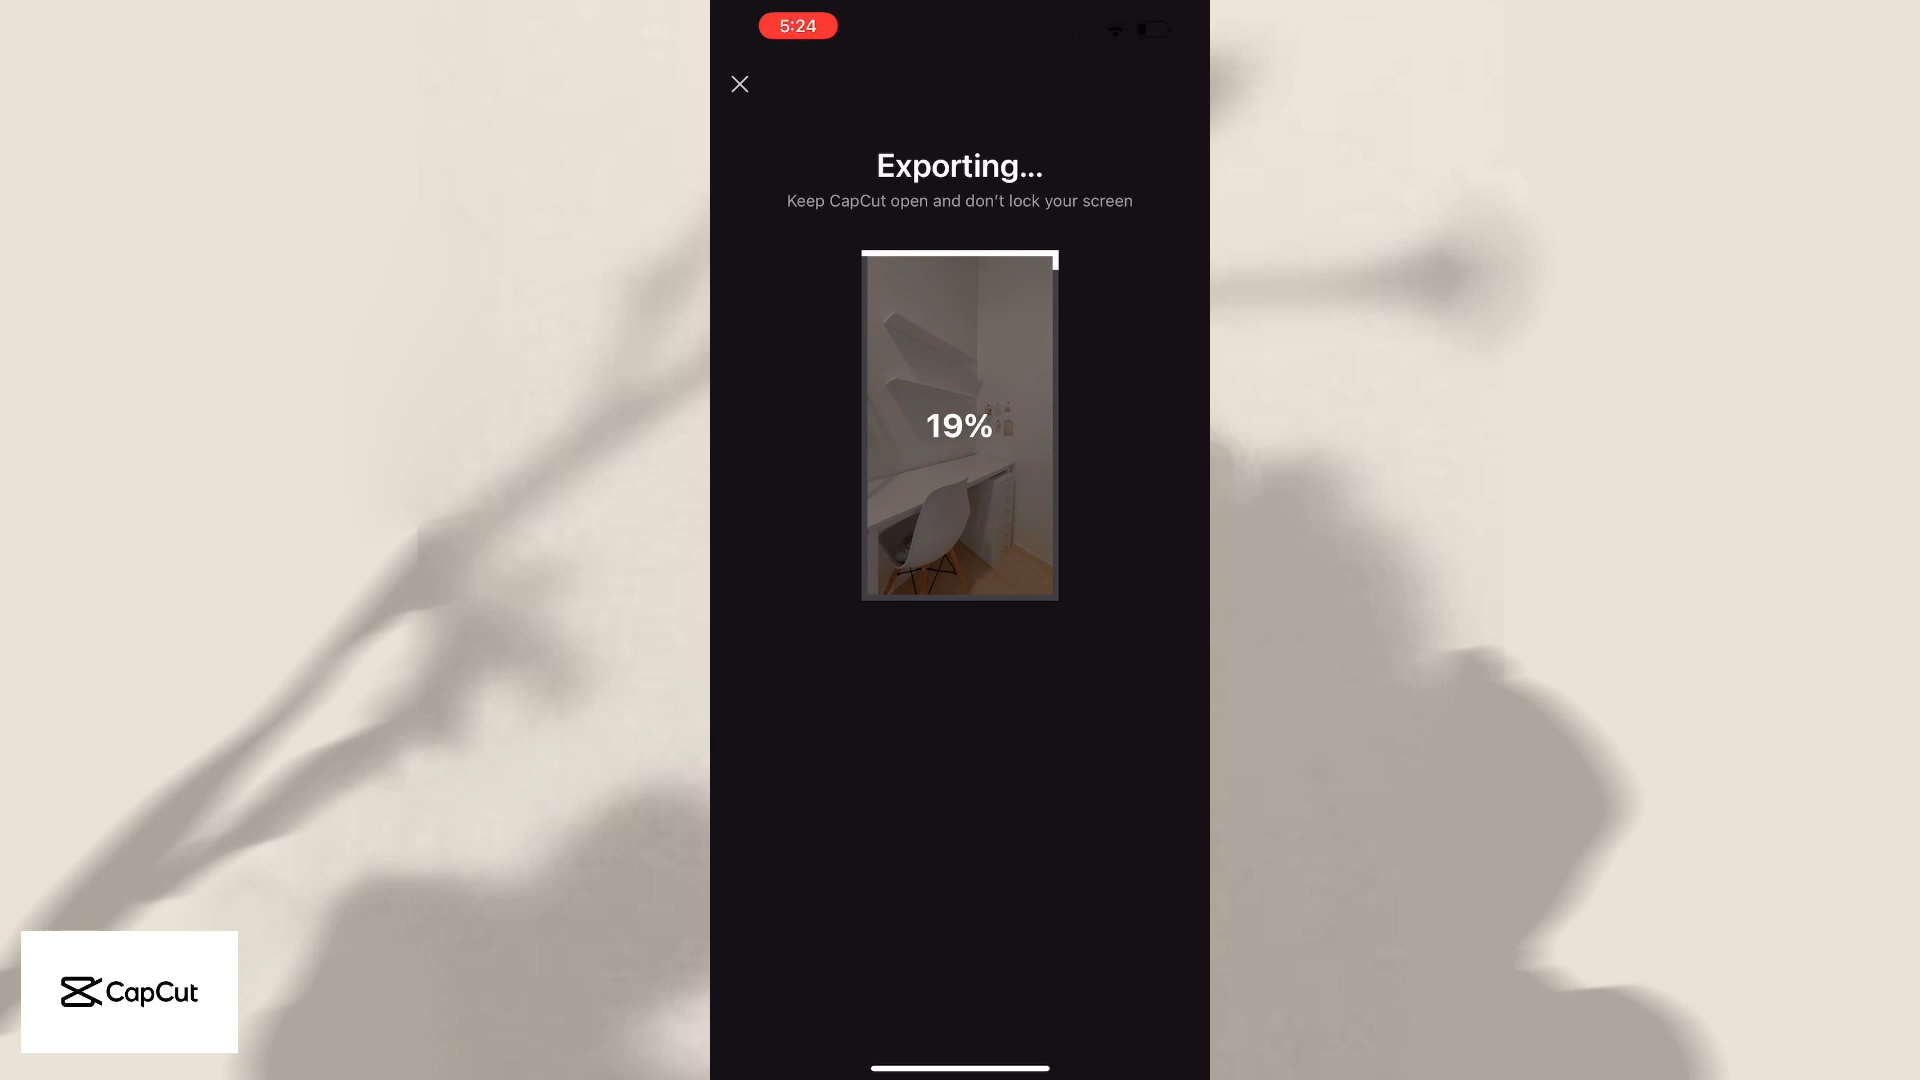 5:24
Exporting...
Keep CapCut open and don't lock your screen
19%
CapCut